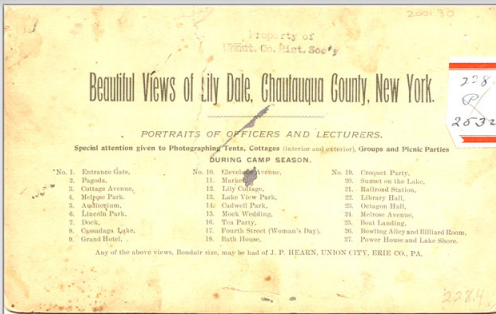 2001.30
Property of
Chaut. Co. Hist. Soc'y
Beautiful Views of Lily Dale, Chautauqua County, New York.
228
P
2532
PORTRAITS OF OFFICERS AND LECTURERS.
Special attention given to Photographing Tents, Cottages (interior and exterior), Groups and Picnic Parties
DURING CAMP SEASON.
No. 1. Entrance Gate,
2. Pagoda,
3. Cottage Avenue,
4. Melrose Park.
5. Auditorium,
6. Lincoln Park.
7. Dock,
8. Cassadaga Lake,
9. Grand Hotel,
No. 10. Cleveland Avenue,
11. Marion
12. Lily Cottage,
13. Lake View Park,
14. Cadwell Park,
15. Mock Wedding,
16. Tea Party,
17. Fourth Street (Woman's Day),
18. Bath House,
No. 19. Croquet Party,
20. Sunset on the Lake,
21. Railroad Station,
22. Library Hall,
23. Octagon Hall,
24. Melrose Avenue,
25. Boat Landing,
26. Bowling Alley and Billiard Room,
27. Power House and Lake Shore.
Any of the above views, Boudair size, may be had of J. P. HEARN, UNION CITY, ERIE CO., PA.
228.4